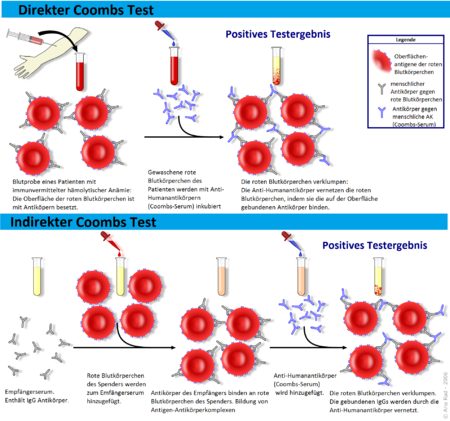 Direkter Coombs Test
Positives Testergebnis
Legende
Oberflächen-
antigene der roten
Blutkörperchen
menschlicher
Antikörper gegen
rote Blutkörperchen
Antikörper gegen
menschliche AK
(Coombs-Serum)
Blutprobe eines Patienten mit
immunvermittelter hämolytischer Anämie:
Die Oberfläche der roten Blutkörperchen ist
mit Antiköpern besetzt.
Gewaschene rote
Blutkörperchen des
Patienten werden mit Anti-
Humanantikörpern
(Coombs-Serum) inkubiert
Die roten Blutkörperchen verklumpen:
Die Anti-Humanantikörper vernetzen die roten
Blutkörperchen, indem sie die auf der Oberfläche
gebundenen Antikörper binden.
Indirekter Coombs Test
Positives Testergebnis
Empfängerserum.
Enthält IgG Antikörper.
Rote Blutkörperchen
des Spenders werden
zum Emfängerserum
hinzugefügt.
Antikörper des Empfängers binden an rote
Blutkörperchen des Spenders. Bildung von
Antigen-Antikörperkomplexen
Anti-Humanantikörper
(Coombs-Serum)
wird hinzugefügt.
Die roten Blutkörperchen verklumpen.
Die gebundenen IgGs werden durch die
Anti-Humanantikörper vernetzt.